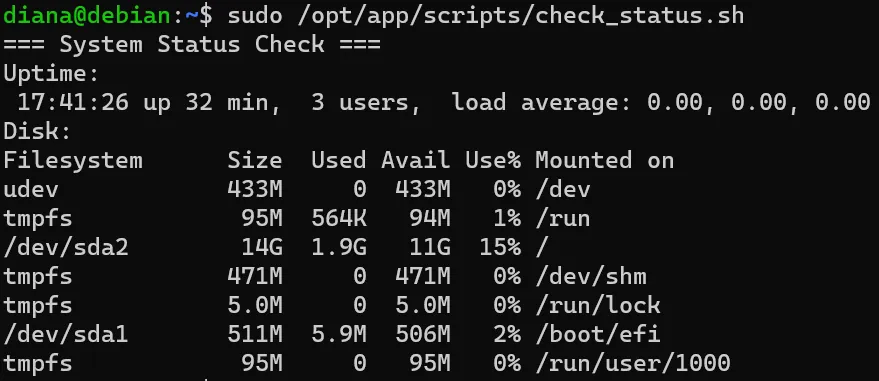 diana@debian:~$ sudo /opt/app/scripts/check_status.sh
=== System Status Check ===
Uptime:
 17:41:26 up 32 min,  3 users,  load average: 0.00, 0.00, 0.00
Disk:
Filesystem      Size  Used Avail Use% Mounted on
udev            433M     0  433M   0% /dev
tmpfs            95M  564K   94M   1% /run
/dev/sda2        14G  1.9G   11G  15% /
tmpfs           471M     0  471M   0% /dev/shm
tmpfs           5.0M     0  5.0M   0% /run/lock
/dev/sda1       511M  5.9M  506M   2% /boot/efi
tmpfs            95M     0   95M   0% /run/user/1000